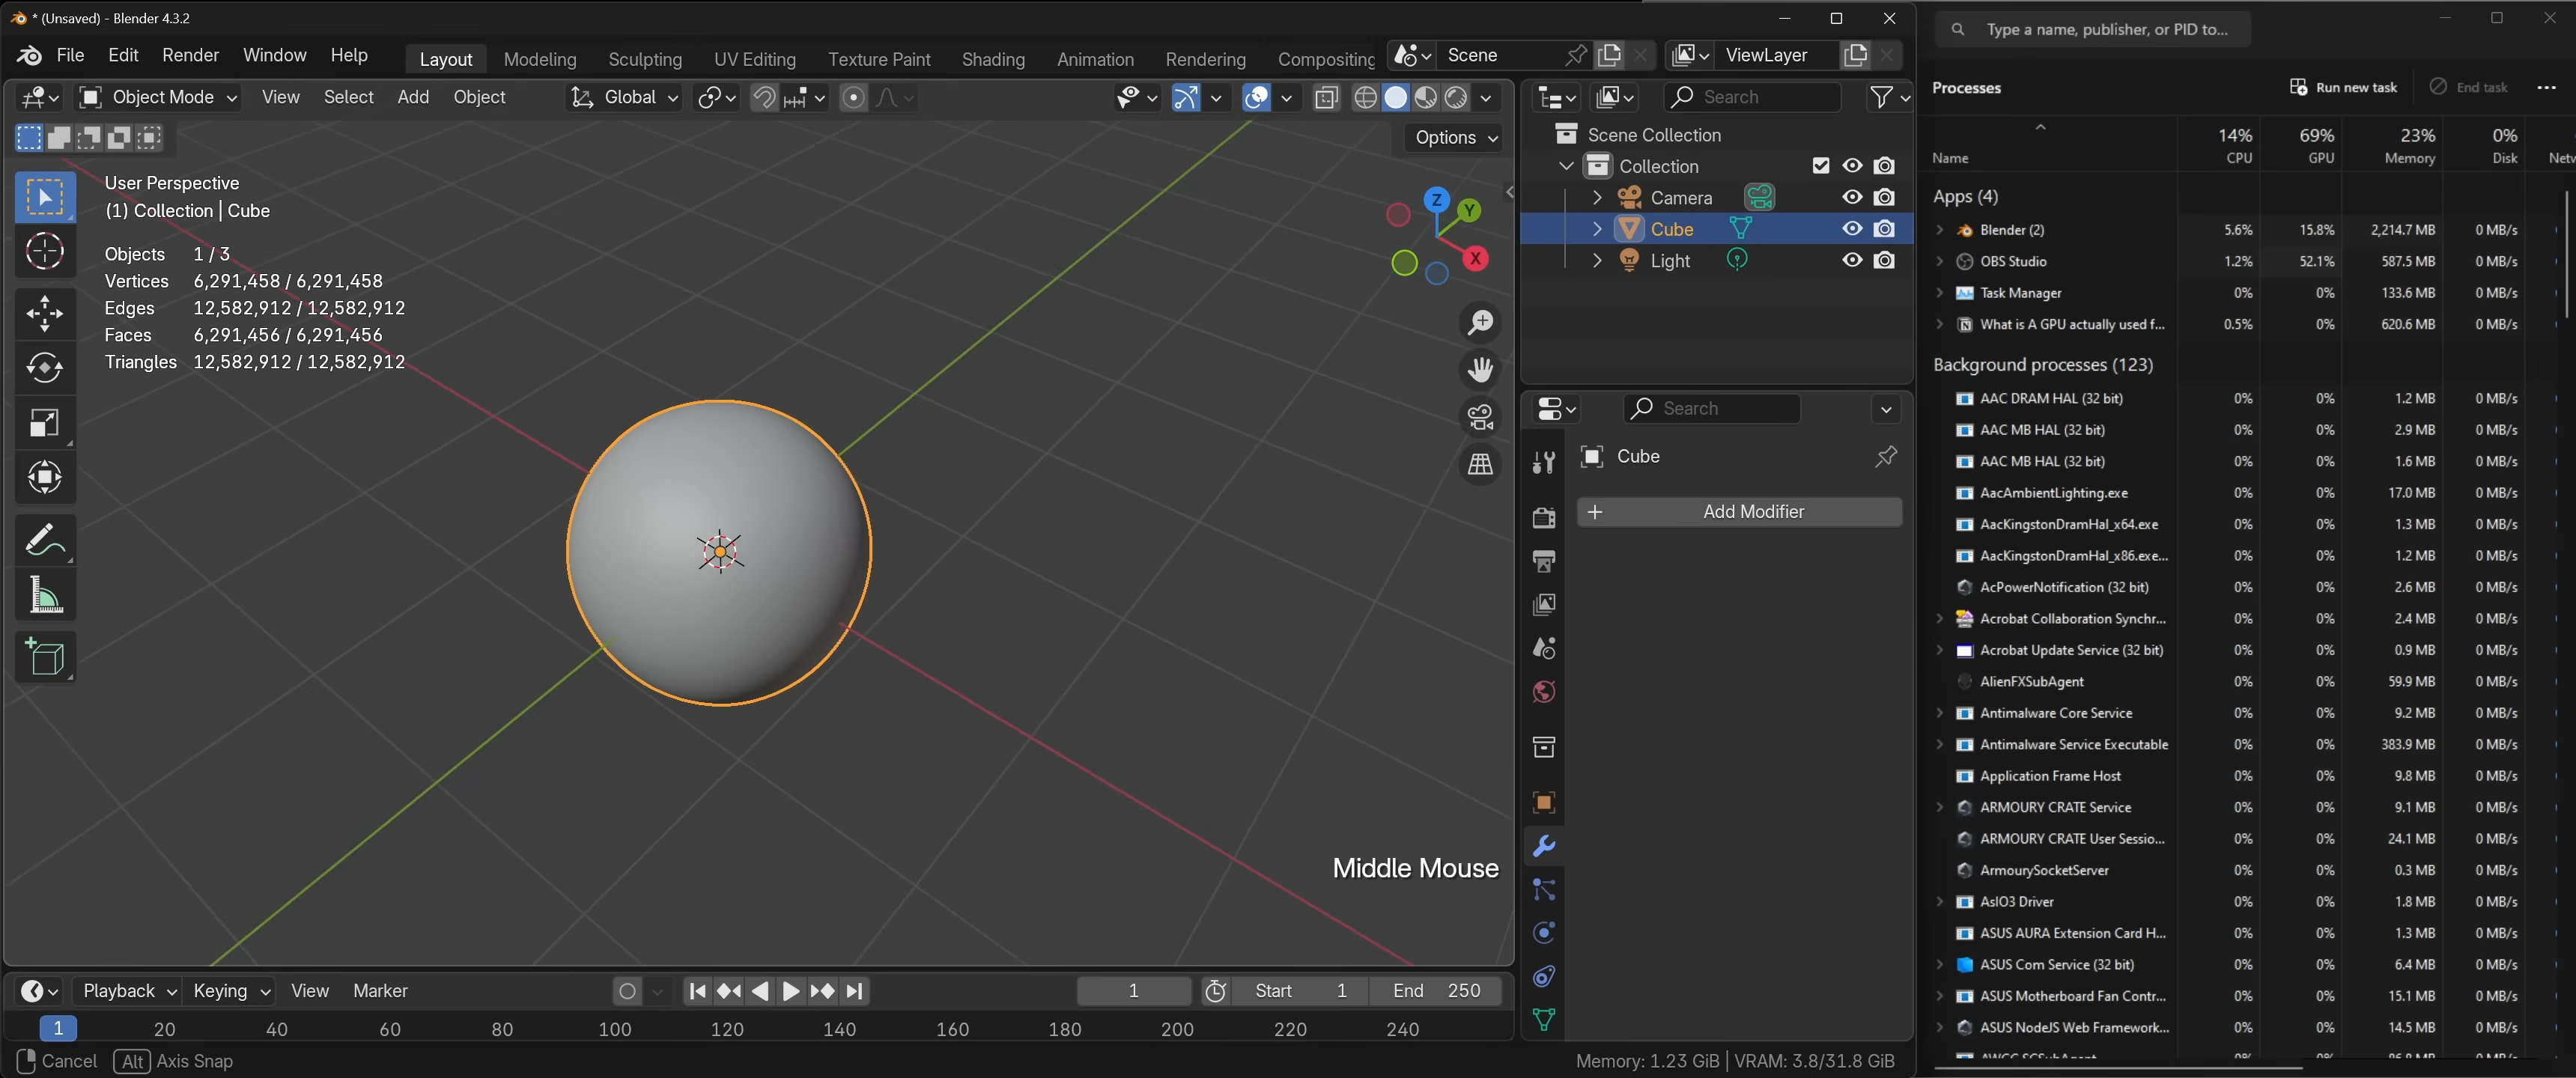 * (Unsaved) - Blender 4.3.2
File Edit Render Window Help
Layout Modeling Sculpting UV Editing Texture Paint Shading Animation Rendering Compositing
Scene
ViewLayer
Object Mode View Select Add Object
Global
Options
User Perspective
(1) Collection | Cube
Objects 1 / 3
Vertices 6,291,458 / 6,291,458
Edges 12,582,912 / 12,582,912
Faces 6,291,456 / 6,291,456
Triangles 12,582,912 / 12,582,912
Z
Y
X
Middle Mouse
Search
Scene Collection
Collection
Camera
Cube
Light
Search
Cube
+ Add Modifier
Playback Keying View Marker
1 Start 1 End 250
1 20 40 60 80 100 120 140 160 180 200 220 240
Cancel Alt Axis Snap
Memory: 1.23 GiB | VRAM: 3.8/31.8 GiB
Type a name, publisher, or PID to...
Processes Run new task End task ...
14% 69% 23% 0%
Name CPU GPU Memory Disk Netw
Apps (4)
Blender (2) 5.6% 15.8% 2,214.7 MB 0 MB/s
OBS Studio 1.2% 52.1% 587.5 MB 0 MB/s
Task Manager 0% 0% 133.6 MB 0 MB/s
What is A GPU actually used f... 0.5% 0% 620.6 MB 0 MB/s
Background processes (123)
AAC DRAM HAL (32 bit) 0% 0% 1.2 MB 0 MB/s
AAC MB HAL (32 bit) 0% 0% 2.9 MB 0 MB/s
AAC MB HAL (32 bit) 0% 0% 1.6 MB 0 MB/s
AacAmbientLighting.exe 0% 0% 17.0 MB 0 MB/s
AacKingstonDramHal_x64.exe 0% 0% 1.3 MB 0 MB/s
AacKingstonDramHal_x86.exe... 0% 0% 1.2 MB 0 MB/s
AcPowerNotification (32 bit) 0% 0% 2.6 MB 0 MB/s
Acrobat Collaboration Synchr... 0% 0% 2.4 MB 0 MB/s
Acrobat Update Service (32 bit) 0% 0% 0.9 MB 0 MB/s
AlienFXSubAgent 0% 0% 59.9 MB 0 MB/s
Antimalware Core Service 0% 0% 9.2 MB 0 MB/s
Antimalware Service Executable 0% 0% 383.9 MB 0 MB/s
Application Frame Host 0% 0% 9.8 MB 0 MB/s
ARMOURY CRATE Service 0% 0% 9.1 MB 0 MB/s
ARMOURY CRATE User Sessio... 0% 0% 24.1 MB 0 MB/s
ArmourySocketServer 0% 0% 0.3 MB 0 MB/s
AsIO3 Driver 0% 0% 1.8 MB 0 MB/s
ASUS AURA Extension Card H... 0% 0% 1.3 MB 0 MB/s
ASUS Com Service (32 bit) 0% 0% 6.4 MB 0 MB/s
ASUS Motherboard Fan Contr... 0% 0% 15.1 MB 0 MB/s
ASUS NodeJS Web Framework... 0% 0% 14.5 MB 0 MB/s